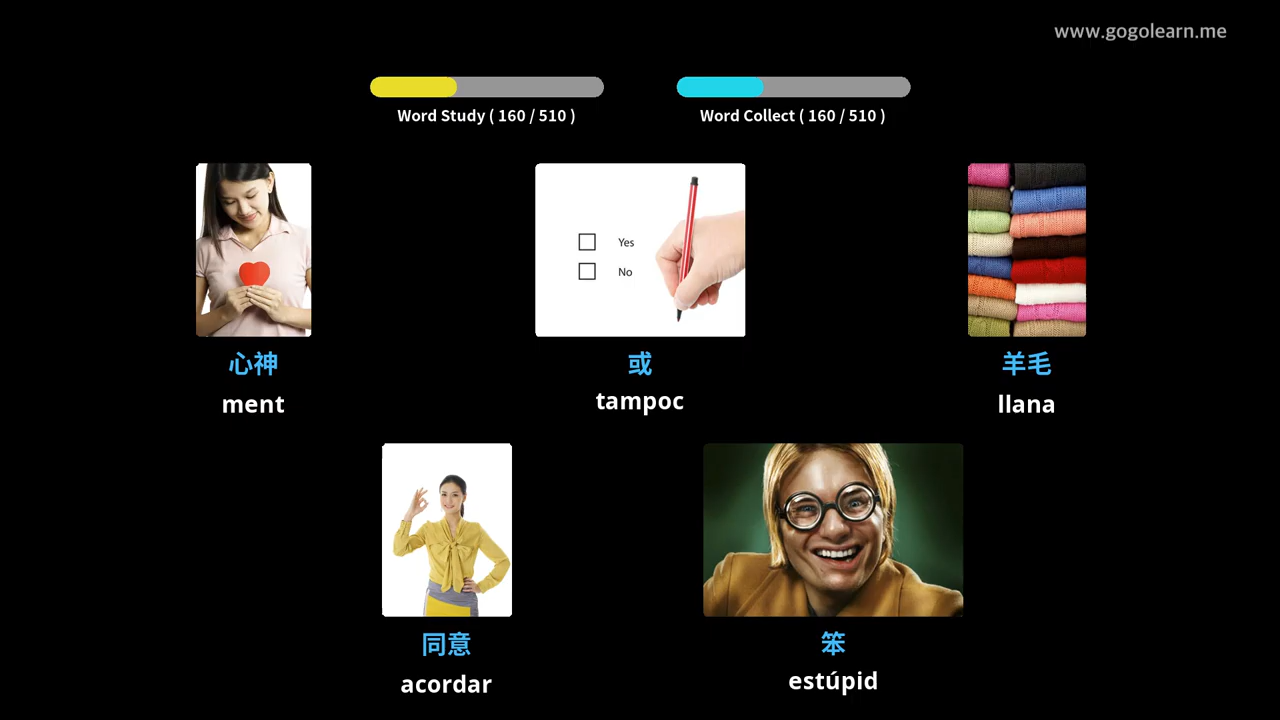 www.gogolearn.me
Word Study ( 160 / 510 )
Word Collect ( 160 / 510 )
Yes
No
心神
ment
或
tampoc
羊毛
llana
同意
acordar
笨
estúpid